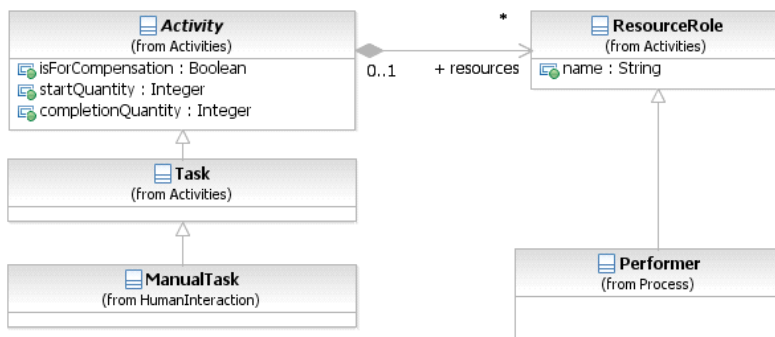 Activity
(from Activities)
isForCompensation : Boolean
startQuantity : Integer
completionQuantity : Integer
0..1
*
+ resources
ResourceRole
(from Activities)
name : String
Task
(from Activities)
ManualTask
(from HumanInteraction)
Performer
(from Process)